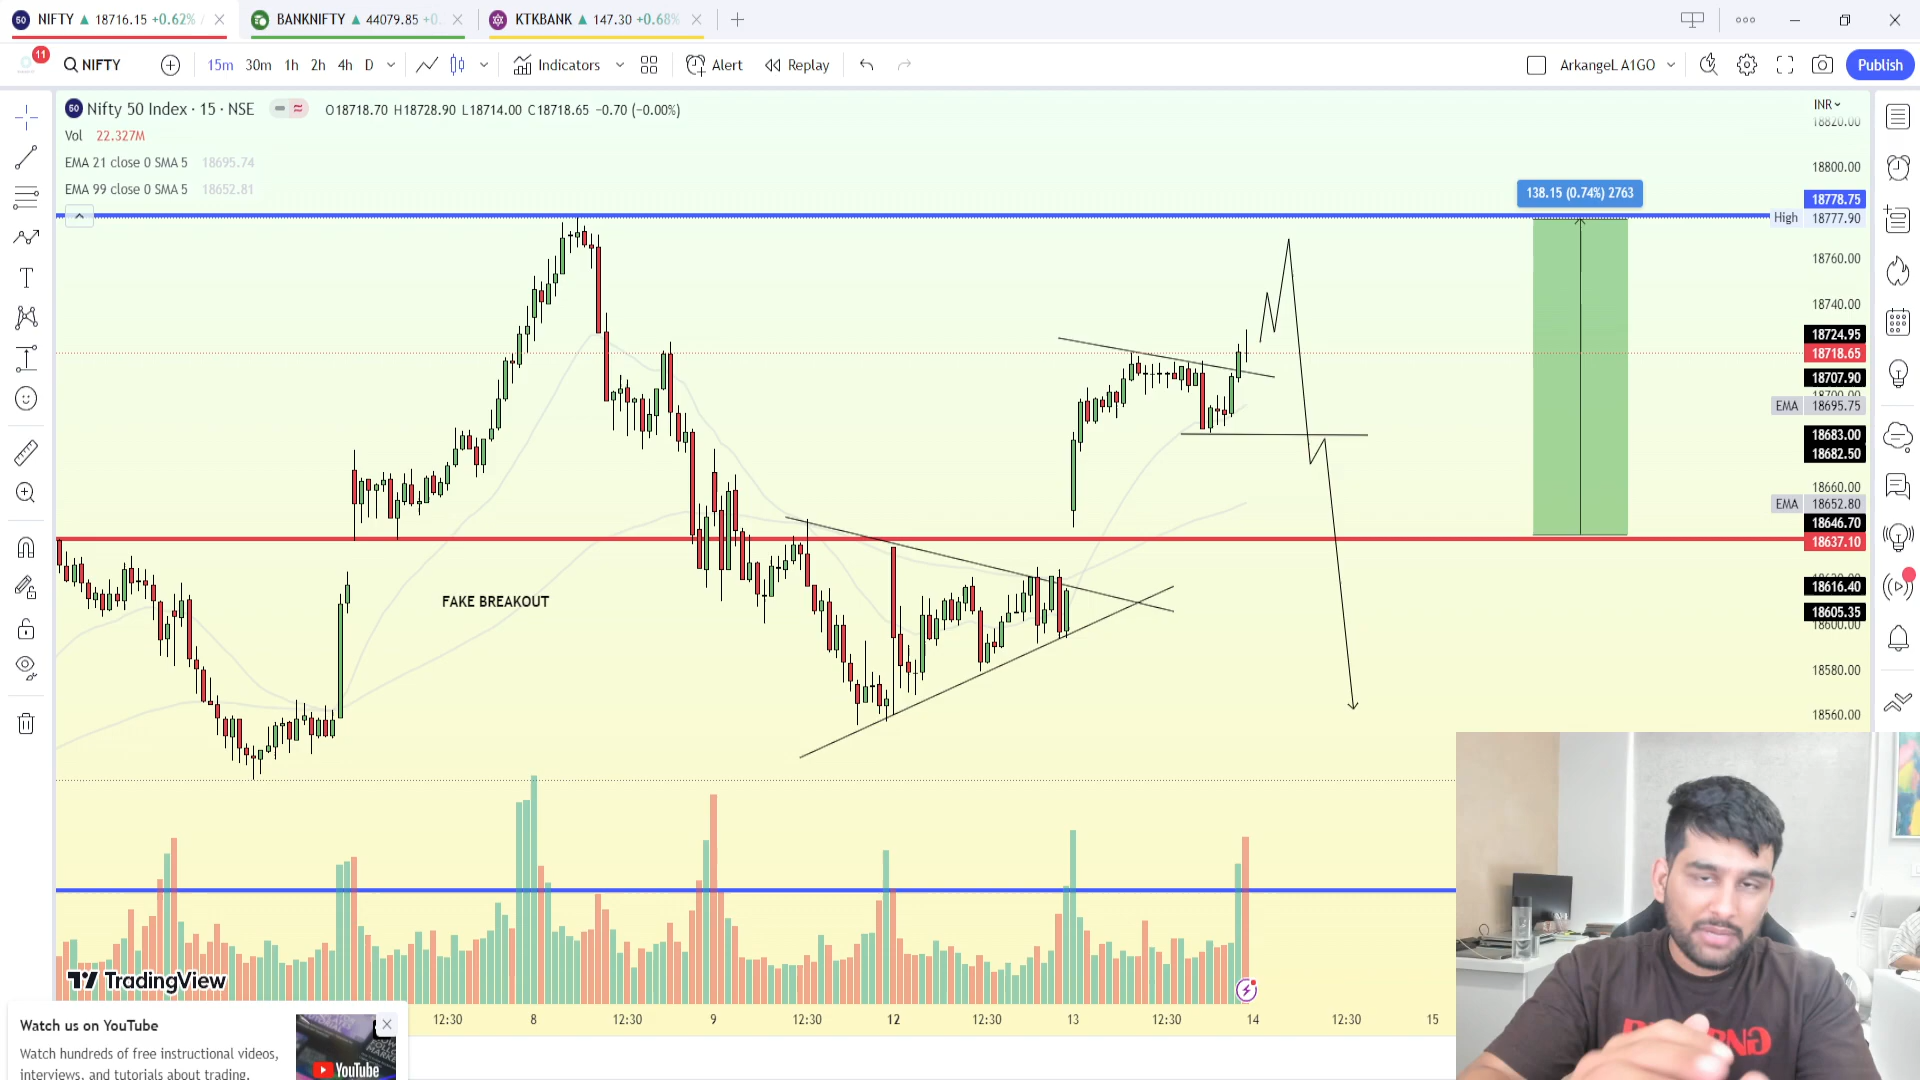 NIFTY ▲ 18716.15 +0.62%
BANKNIFTY ▲ 44079.85 +0.
KTKBANK ▲ 147.30 +0.68%
11
NIFTY
15m 30m 1h 2h 4h D
Indicators
Alert
Replay
ArkangeL A1GO
Publish
50 Nifty 50 Index · 15 · NSE
O18718.70 H18728.90 L18714.00 C18718.65 −0.70 (−0.00%)
Vol 22.327M
EMA 21 close 0 SMA 5 18695.74
EMA 99 close 0 SMA 5 18652.81
INR
18820.00
18800.00
138.15 (0.74%) 2763
18778.75
High 18777.90
18760.00
18740.00
18724.95
18718.65
18707.90
EMA 18695.75
18683.00
18682.50
18660.00
EMA 18652.80
18646.70
18637.10
18616.40
18605.35
18600.00
18580.00
18560.00
FAKE BREAKOUT
TradingView
12:30 8 12:30 9 12:30 12 12:30 13 12:30 14 12:30 15
Watch us on YouTube
Watch hundreds of free instructional videos,
interviews, and tutorials about trading,
YouTube